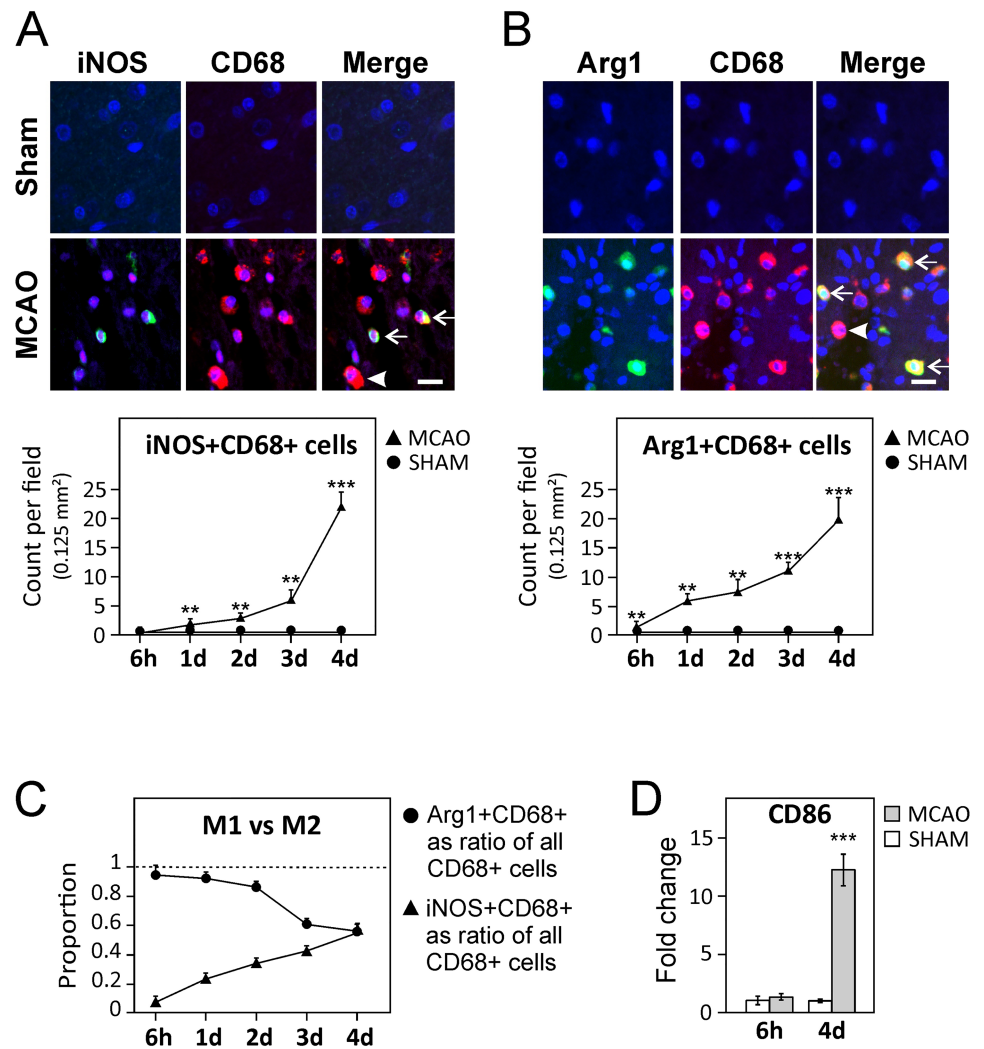 A
iNOS CD68 Merge
Sham
MCAO
iNOS+CD68+ cells
MCAO
SHAM
Count per field
(0.125 mm²)
25
20
15
10
5
0
** ** ** ***
6h 1d 2d 3d 4d
B
Arg1 CD68 Merge
Arg1+CD68+ cells
MCAO
SHAM
Count per field
(0.125 mm²)
25
20
15
10
5
0
** ** ** *** ***
6h 1d 2d 3d 4d
C
M1 vs M2
Proportion
1
0.8
0.6
0.4
0.2
0
6h 1d 2d 3d 4d
Arg1+CD68+
as ratio of all
CD68+ cells
iNOS+CD68+
as ratio of all
CD68+ cells
D
CD86
MCAO
SHAM
Fold change
15
10
5
0
***
6h 4d